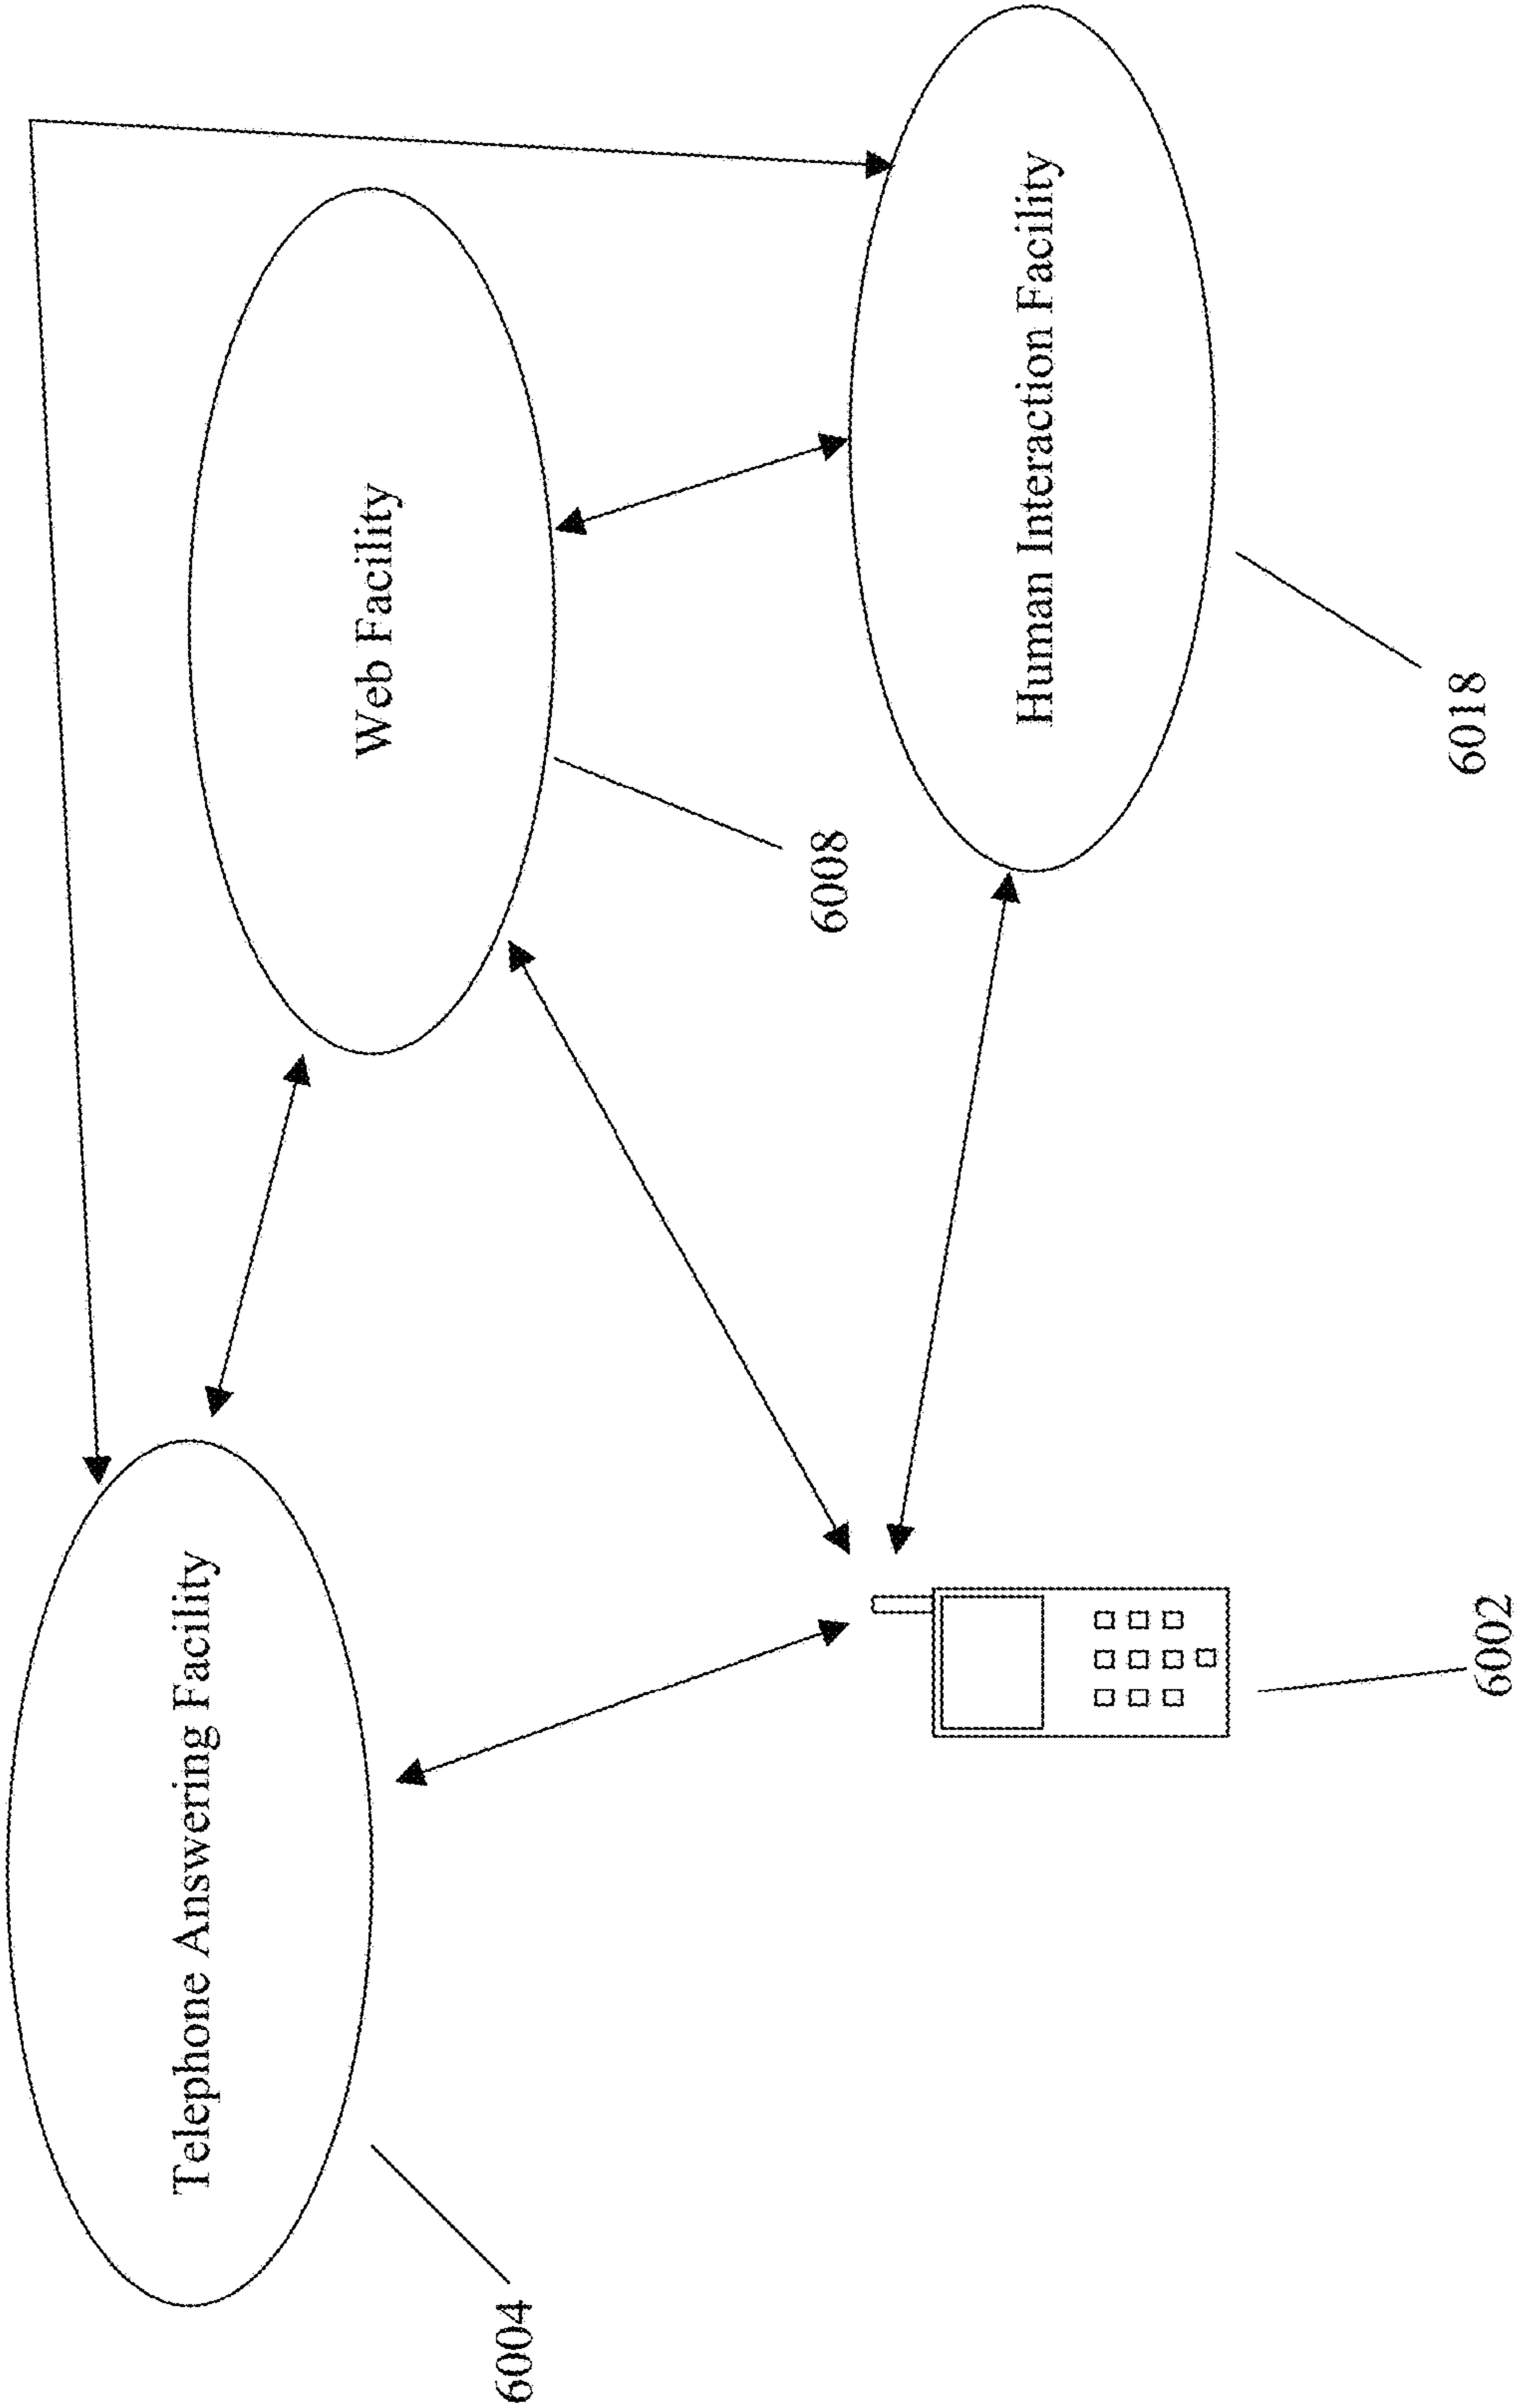 Telephone Answering Facility
6004
Web Facility
6008
Human Interaction Facility
6018
6002